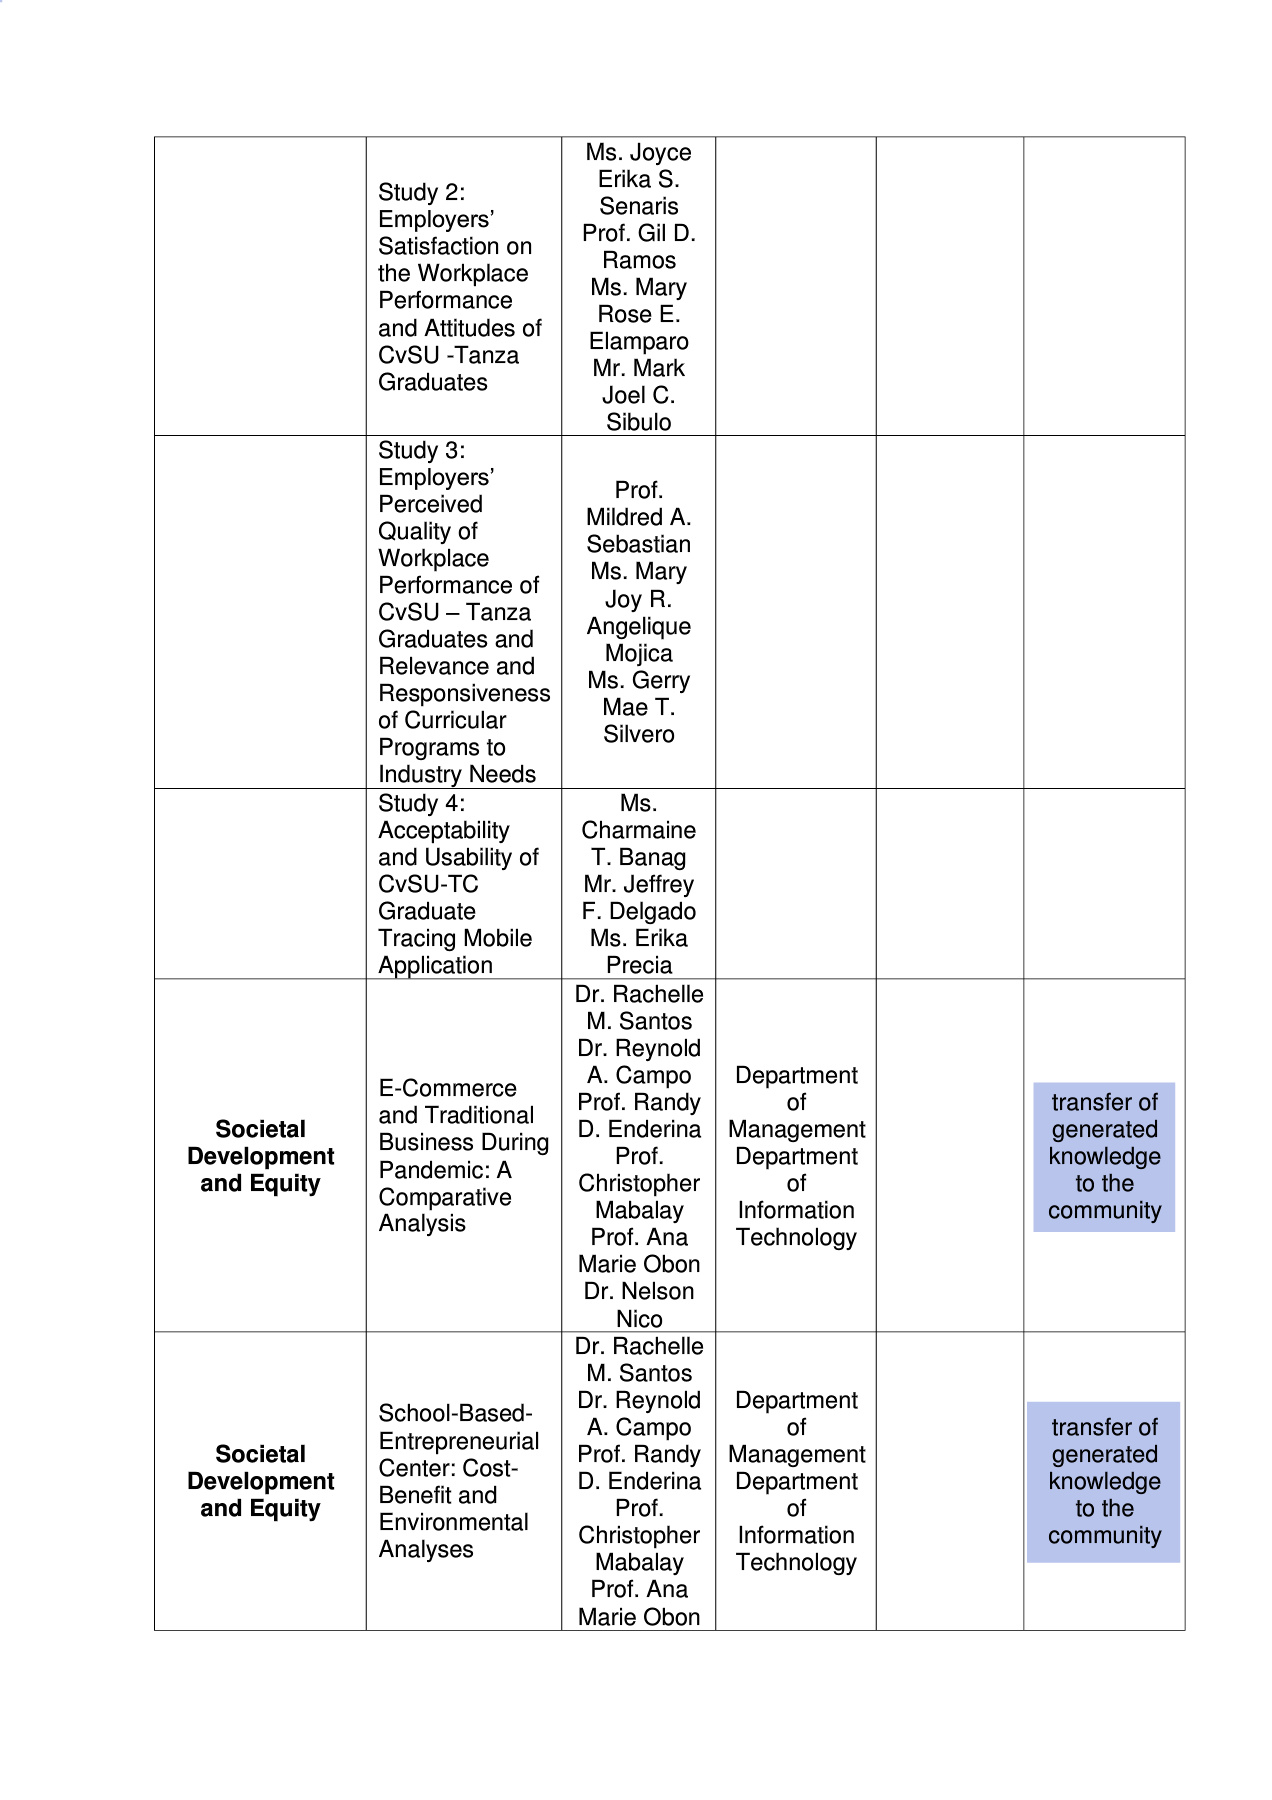 Study 2:
Employers’
Satisfaction on
the Workplace
Performance
and Attitudes of
CvSU -Tanza
Graduates
Ms. Joyce
Erika S.
Senaris
Prof. Gil D.
Ramos
Ms. Mary
Rose E.
Elamparo
Mr. Mark
Joel C.
Sibulo
Study 3:
Employers’
Perceived
Quality of
Workplace
Performance of
CvSU – Tanza
Graduates and
Relevance and
Responsiveness
of Curricular
Programs to
Industry Needs
Prof.
Mildred A.
Sebastian
Ms. Mary
Joy R.
Angelique
Mojica
Ms. Gerry
Mae T.
Silvero
Study 4:
Acceptability
and Usability of
CvSU-TC
Graduate
Tracing Mobile
Application
Ms.
Charmaine
T. Banag
Mr. Jeffrey
F. Delgado
Ms. Erika
Precia
Societal
Development
and Equity
E-Commerce
and Traditional
Business During
Pandemic: A
Comparative
Analysis
Dr. Rachelle
M. Santos
Dr. Reynold
A. Campo
Prof. Randy
D. Enderina
Prof.
Christopher
Mabalay
Prof. Ana
Marie Obon
Dr. Nelson
Nico
Department
of
Management
Department
of
Information
Technology
transfer of
generated
knowledge
to the
community
Societal
Development
and Equity
School-Based-
Entrepreneurial
Center: Cost-
Benefit and
Environmental
Analyses
Dr. Rachelle
M. Santos
Dr. Reynold
A. Campo
Prof. Randy
D. Enderina
Prof.
Christopher
Mabalay
Prof. Ana
Marie Obon
Department
of
Management
Department
of
Information
Technology
transfer of
generated
knowledge
to the
community